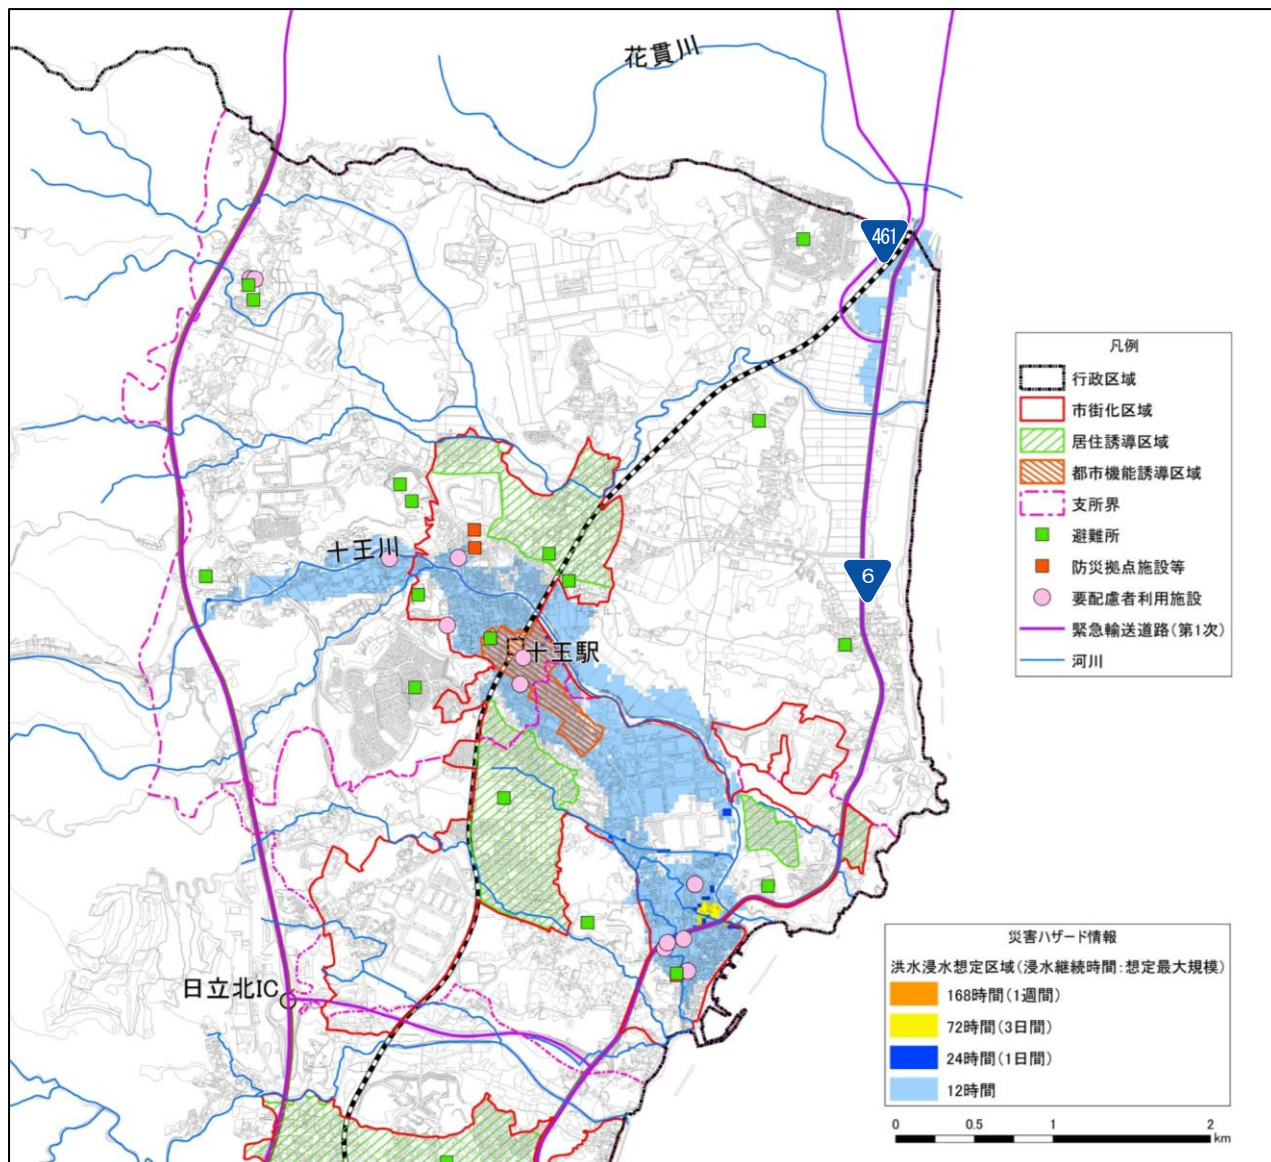 花貫川
461
凡例
行政区域
市街化区域
居住誘導区域
都市機能誘導区域
支所界
避難所
防災拠点施設等
要配慮者利用施設
緊急輸送道路(第1次)
河川
十王川
6
十王駅
日立北IC
災害ハザード情報
洪水浸水想定区域(浸水継続時間:想定最大規模)
168時間(1週間)
72時間(3日間)
24時間(1日間)
12時間
0 0.5 1 2
km